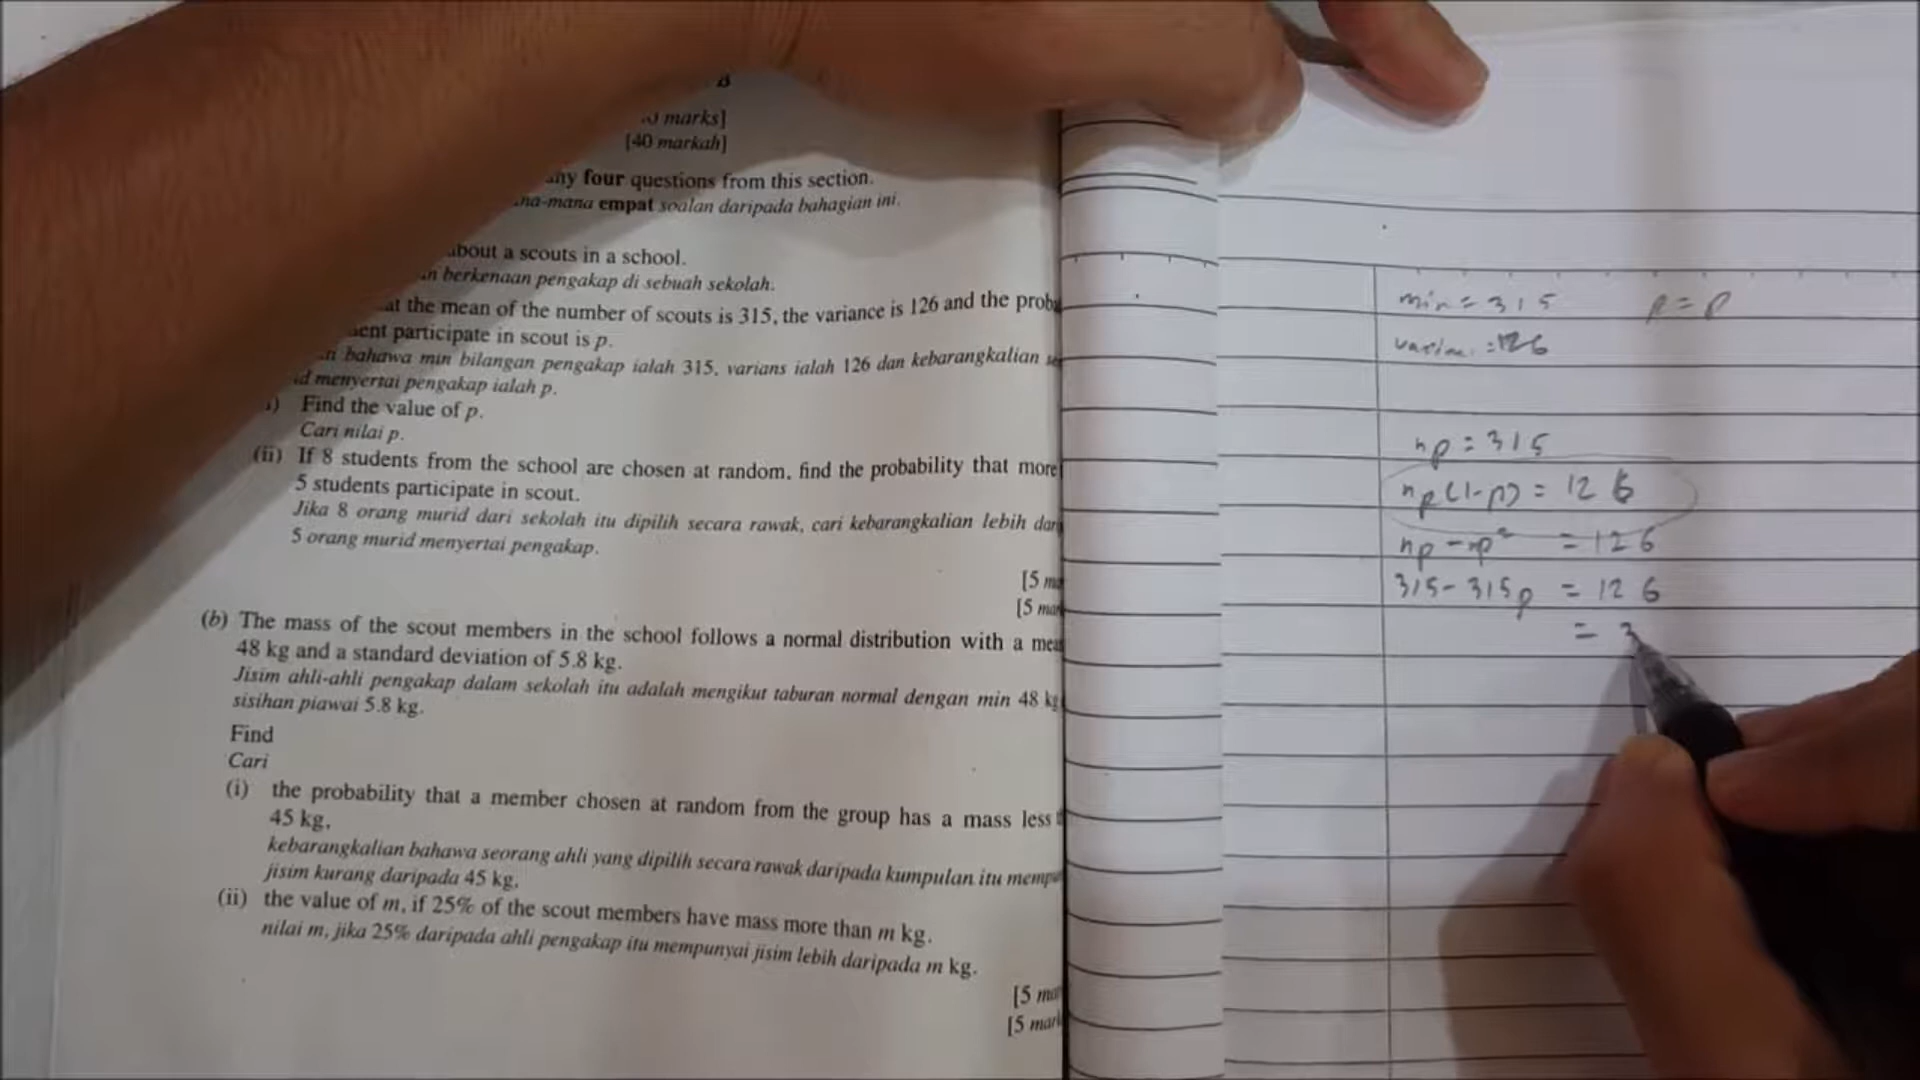 marks]
[40 markah]
any four questions from this section.
empat soalan daripada bahagian ini.
about a scouts in a school.
berkenaan pengakap di sebuah sekolah.
the mean of the number of scouts is 315, the variance is 126 and the
participate in scout is p.
bahawa min bilangan pengakap ialah 315, varians ialah 126 dan kebarangkalian
menyertai pengakap ialah p.
Find the value of p.
Cari nilai p.
(ii) If 8 students from the school are chosen at random, find the probability that more
5 students participate in scout.
Jika 8 orang murid dari sekolah itu dipilih secara rawak, cari kebarangkalian lebih
5 orang murid menyertai pengakap.
[5
[5
(b) The mass of the scout members in the school follows a normal distribution with a
48 kg and a standard deviation of 5.8 kg.
Jisim ahli-ahli pengakap dalam sekolah itu adalah mengikut taburan normal dengan min 48 kg
sisihan piawai 5.8 kg.
Find
Cari
(i) the probability that a member chosen at random from the group has a mass less
45 kg,
kebarangkalian bahawa seorang ahli yang dipilih secara rawak daripada kumpulan itu
jisim kurang daripada 45 kg,
(ii) the value of m, if 25% of the scout members have mass more than m kg.
nilai m, jika 25% daripada ahli pengakap itu mempunyai jisim lebih daripada m kg.
[5
[5
min = 315 p = p
= 126
np = 315
np(1-p) = 126
np - np² = 126
315 - 315p = 126
=